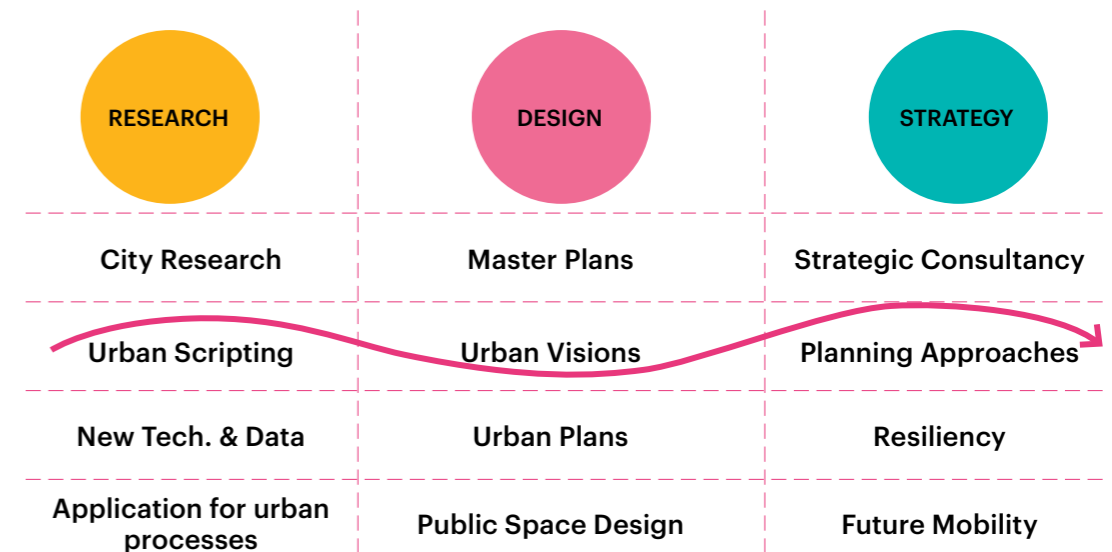 RESEARCH
DESIGN
STRATEGY
City Research
Master Plans
Strategic Consultancy
Urban Scripting
Urban Visions
Planning Approaches
New Tech. & Data
Urban Plans
Resiliency
Application for urban
processes
Public Space Design
Future Mobility